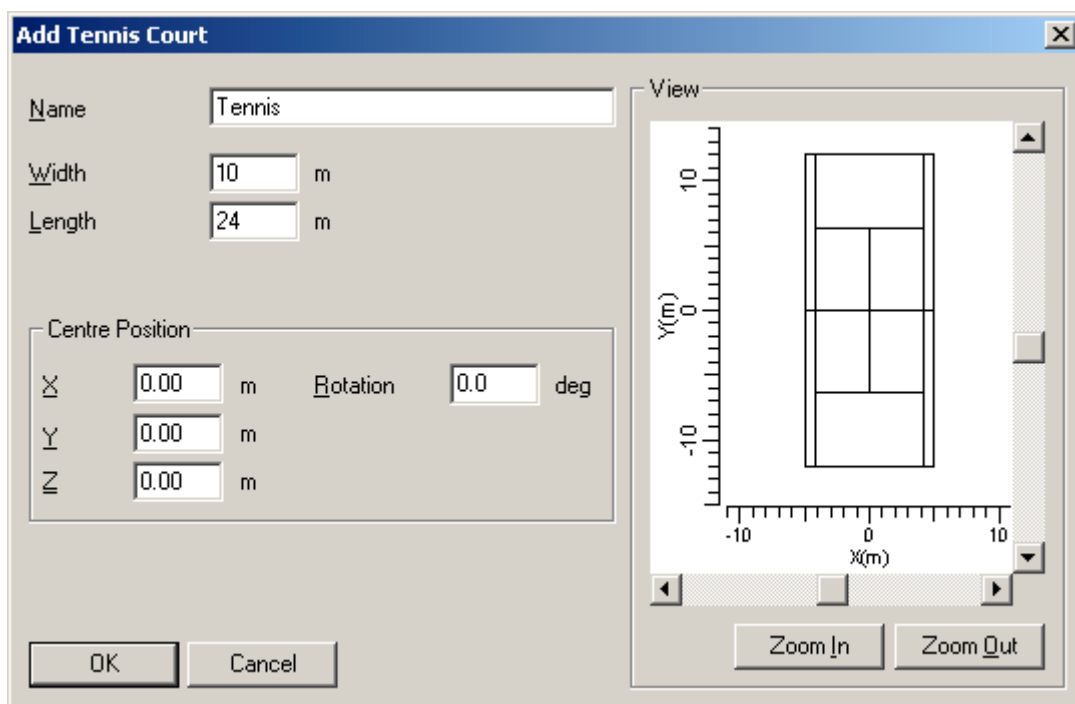 Add Tennis Court
Name Tennis
Width 10 m
Length 24 m
Centre Position
X 0.00 m Rotation 0.0 deg
Y 0.00 m
Z 0.00 m
OK Cancel
View
10
0
-10
Y(m)
-10 0 10
X(m)
Zoom In Zoom Out